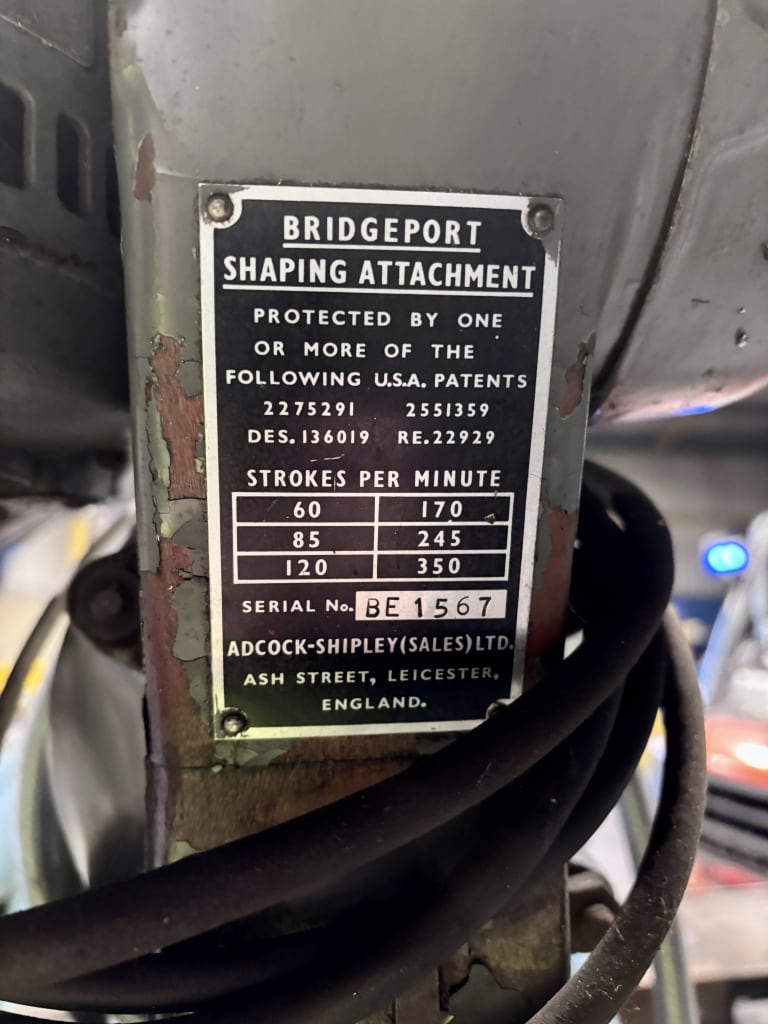 BRIDGEPORT
SHAPING ATTACHMENT
PROTECTED BY ONE
OR MORE OF THE
FOLLOWING U.S.A. PATENTS
2275291 2551359
DES. 136019 RE. 22929
STROKES PER MINUTE
60 170
85 245
120 350
SERIAL No. BE 1567
ADCOCK-SHIPLEY (SALES) LTD.
ASH STREET, LEICESTER,
ENGLAND.